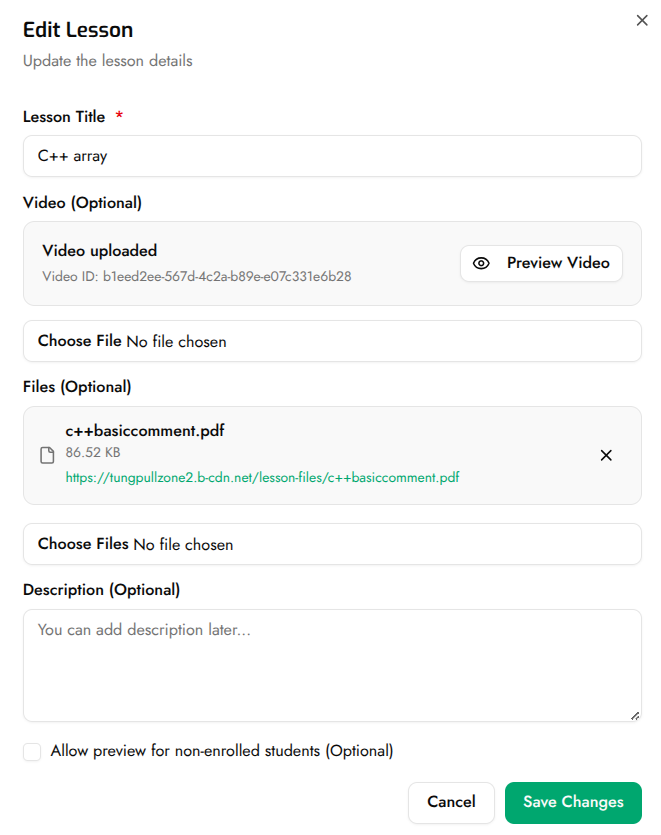 Edit Lesson
Update the lesson details
Lesson Title *
C++ array
Video (Optional)
Video uploaded
Video ID: b1eed2ee-567d-4c2a-b89e-e07c331e6b28
Preview Video
Choose File No file chosen
Files (Optional)
c++basiccomment.pdf
86.52 KB
https://tungpullzone2.b-cdn.net/lesson-files/c++basiccomment.pdf
Choose Files No file chosen
Description (Optional)
You can add description later...
Allow preview for non-enrolled students (Optional)
Cancel
Save Changes